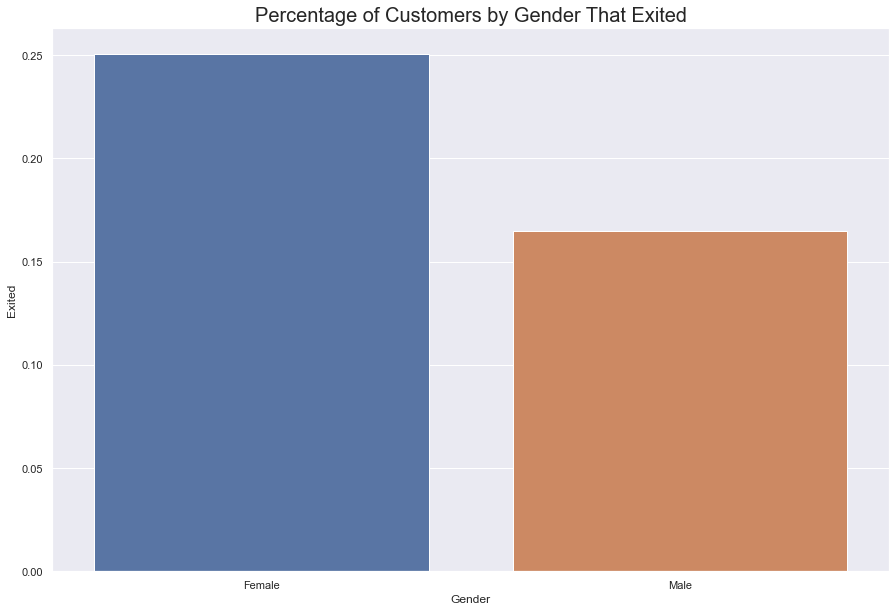 Percentage of Customers by Gender That Exited
0.25
0.20
0.15
0.10
0.05
0.00
Exited
Female
Male
Gender